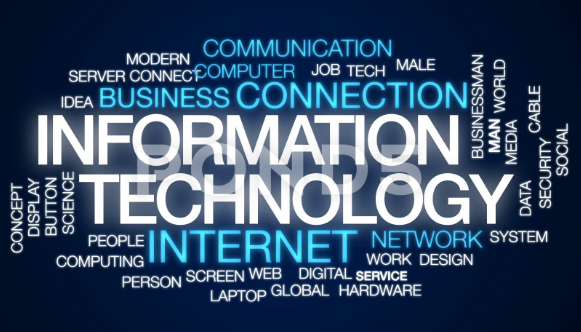 COMMUNICATION
MODERN
SERVER CONNECT COMPUTER JOB TECH MALE
IDEA BUSINESS CONNECTION
INFORMATION
TECHNOLOGY
POND5
BUSINESSMAN
MAN WORLD
MEDIA
CABLE
SECURITY
SOCIAL
DATA
CONCEPT
DISPLAY
BUTTON
SCIENCE
PEOPLE INTERNET NETWORK SYSTEM
COMPUTING WORK DESIGN
PERSON SCREEN WEB DIGITAL SERVICE
LAPTOP GLOBAL HARDWARE